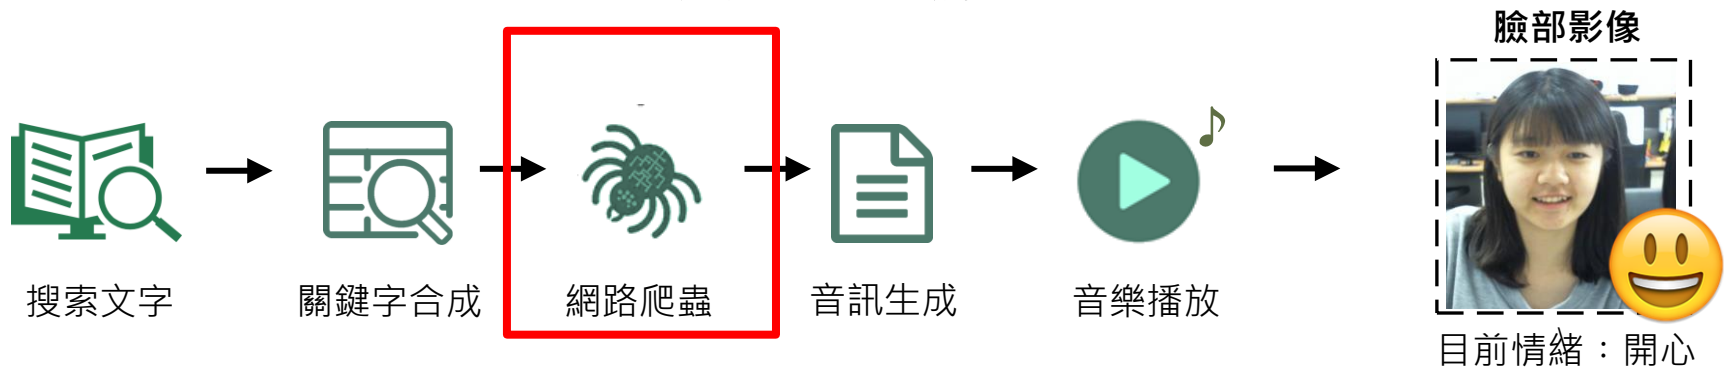 臉部影像
搜索文字
關鍵字合成
網路爬蟲
音訊生成
音樂播放
目前情緒：開心